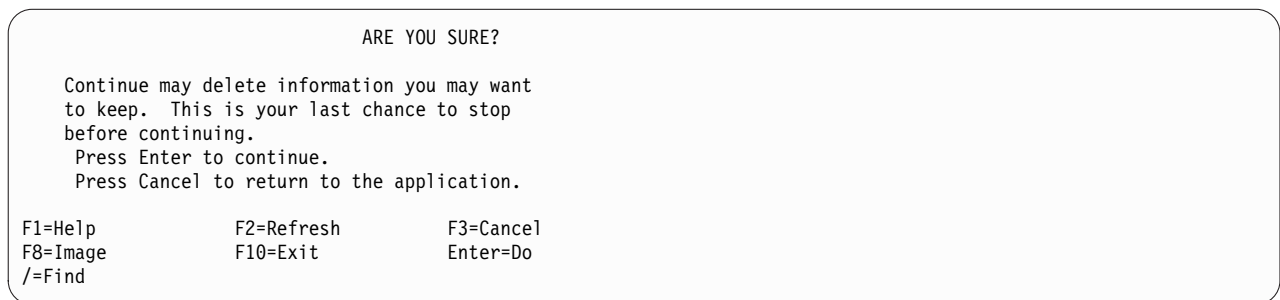 ARE YOU SURE?
Continue may delete information you may want
to keep. This is your last chance to stop
before continuing.
Press Enter to continue.
Press Cancel to return to the application.
F1=Help F2=Refresh F3=Cancel
F8=Image F10=Exit Enter=Do
/=Find